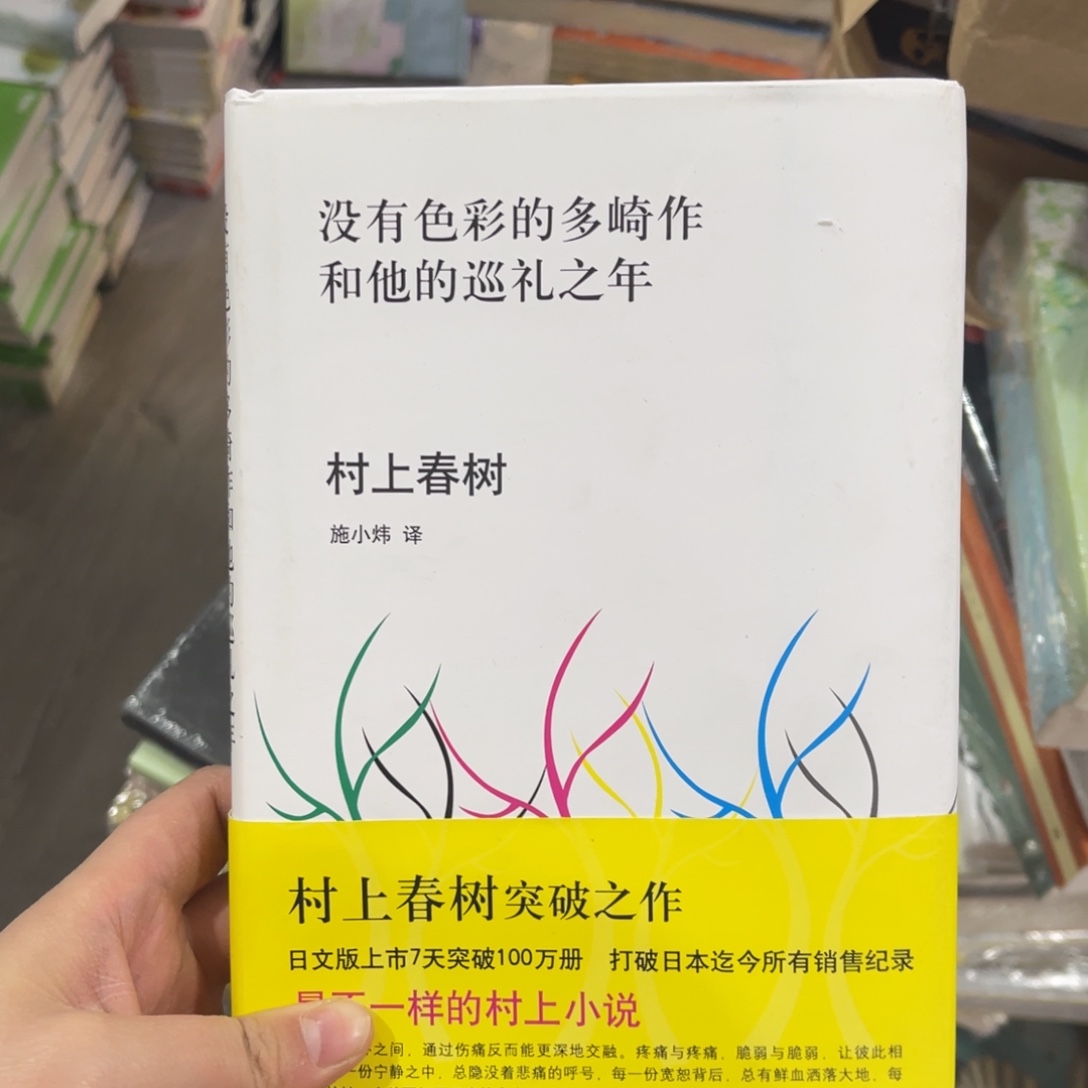 没有色彩的多崎作
和他的巡礼之年
村上春树
施小炜 译
村上春树突破之作
日文版上市7天突破100万册 打破日本迄今所有销售纪录
一样的村上小说
之间，通过伤痛反而能更深地交融。疼痛与疼痛，脆弱与脆弱，让彼此相
一份宁静之中，总隐没着悲痛的呼号，每一份宽恕背后，总有鲜血洒落大地，每